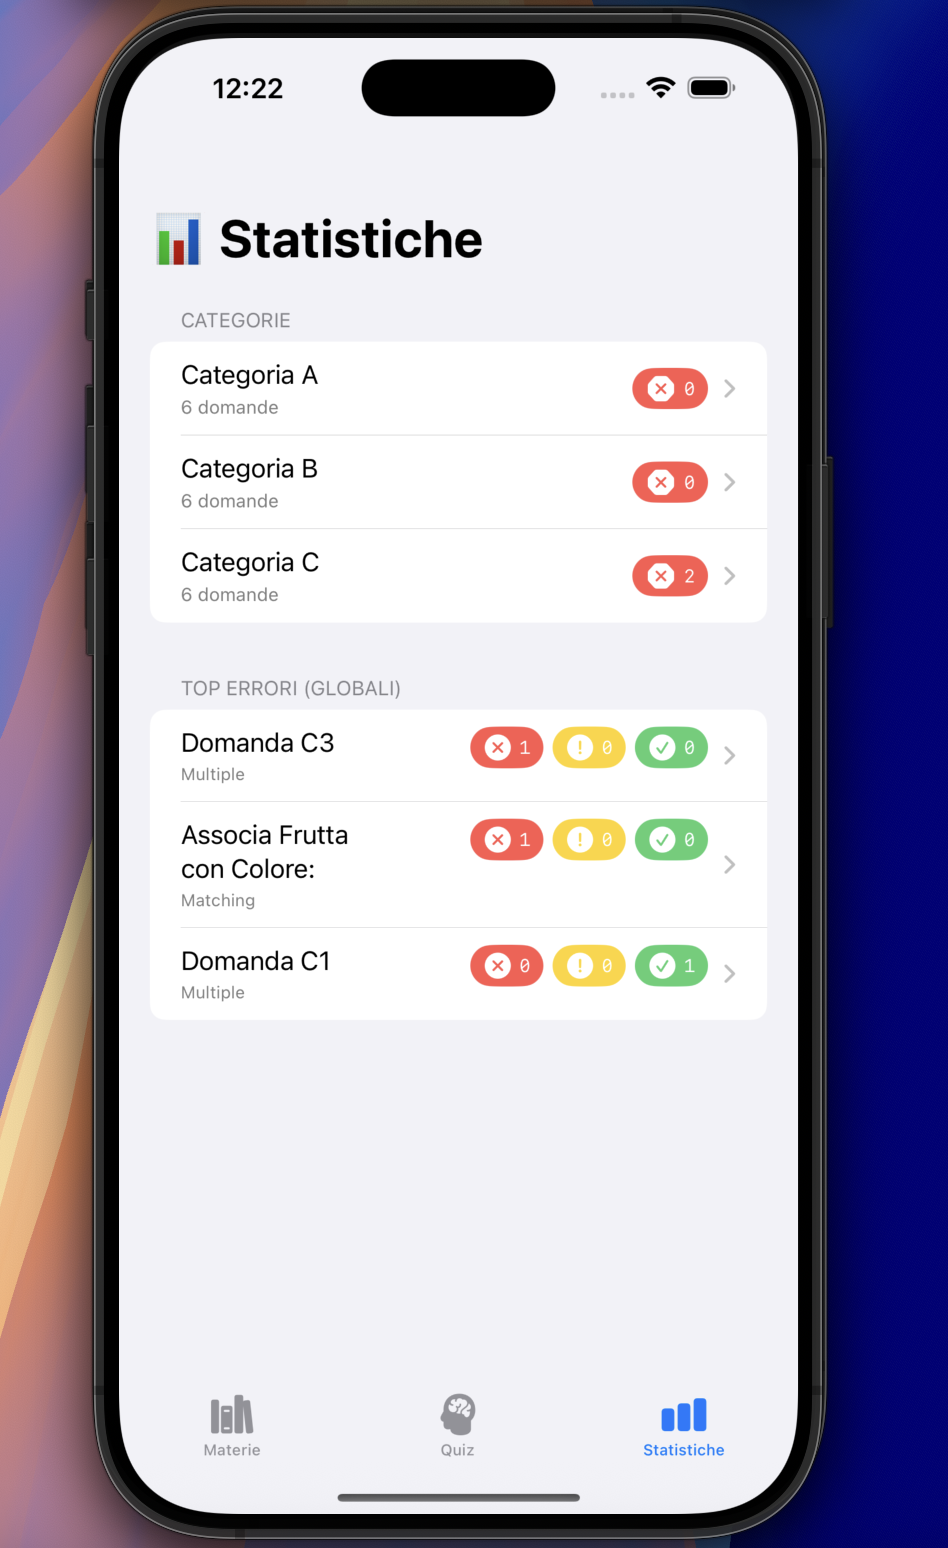 12:22
Statistiche
CATEGORIE
Categoria A
6 domande
0
Categoria B
6 domande
0
Categoria C
6 domande
2
TOP ERRORI (GLOBALI)
Domanda C3
Multiple
1 0 0
Associa Frutta
con Colore:
Matching
1 0 0
Domanda C1
Multiple
0 0 1
Materie Quiz Statistiche